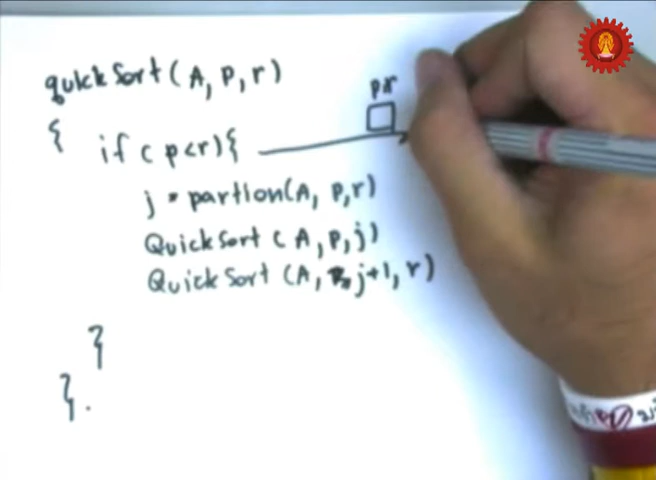 quickSort(A, P, r)
pr
{ if( p<r){
j = partion(A, P, r)
QuickSort (A, P, j)
QuickSort (A, j+1, r)
}
}.